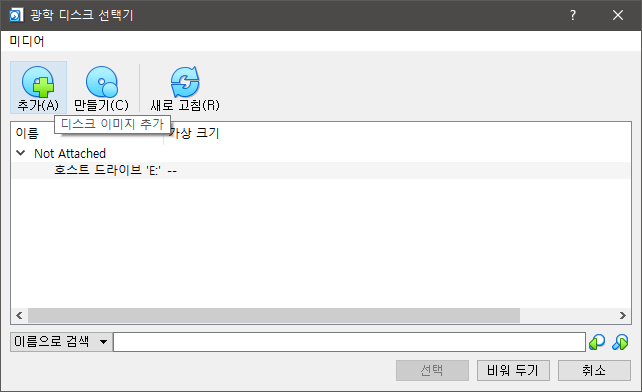 광학 디스크 선택기
미디어
추가(A) 만들기(C) 새로 고침(R)
디스크 이미지 추가
이름 가상 크기
Not Attached
호스트 드라이브 'E:' --
이름으로 검색
선택 비워 두기 취소